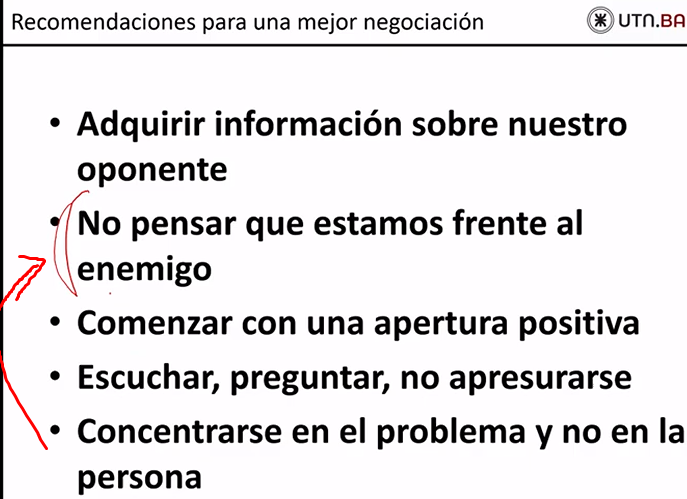 Recomendaciones para una mejor negociación
UTN.BA
• Adquirir información sobre nuestro
oponente
• No pensar que estamos frente al
enemigo
• Comenzar con una apertura positiva
• Escuchar, preguntar, no apresurarse
• Concentrarse en el problema y no en la
persona